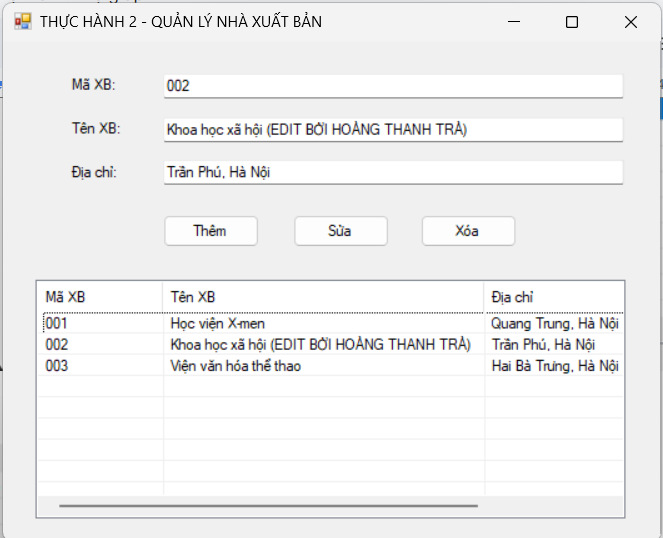 THỰC HÀNH 2 - QUẢN LÝ NHÀ XUẤT BẢN
Mã XB: 002
Tên XB: Khoa học xã hội (EDIT BỞI HOÀNG THANH TRÀ)
Địa chỉ: Trần Phú, Hà Nội
Thêm Sửa Xóa
Mã XB Tên XB Địa chỉ
001 Học viện X-men Quang Trung, Hà Nội
002 Khoa học xã hội (EDIT BỞI HOÀNG THANH TRÀ) Trần Phú, Hà Nội
003 Viện văn hóa thể thao Hai Bà Trưng, Hà Nội